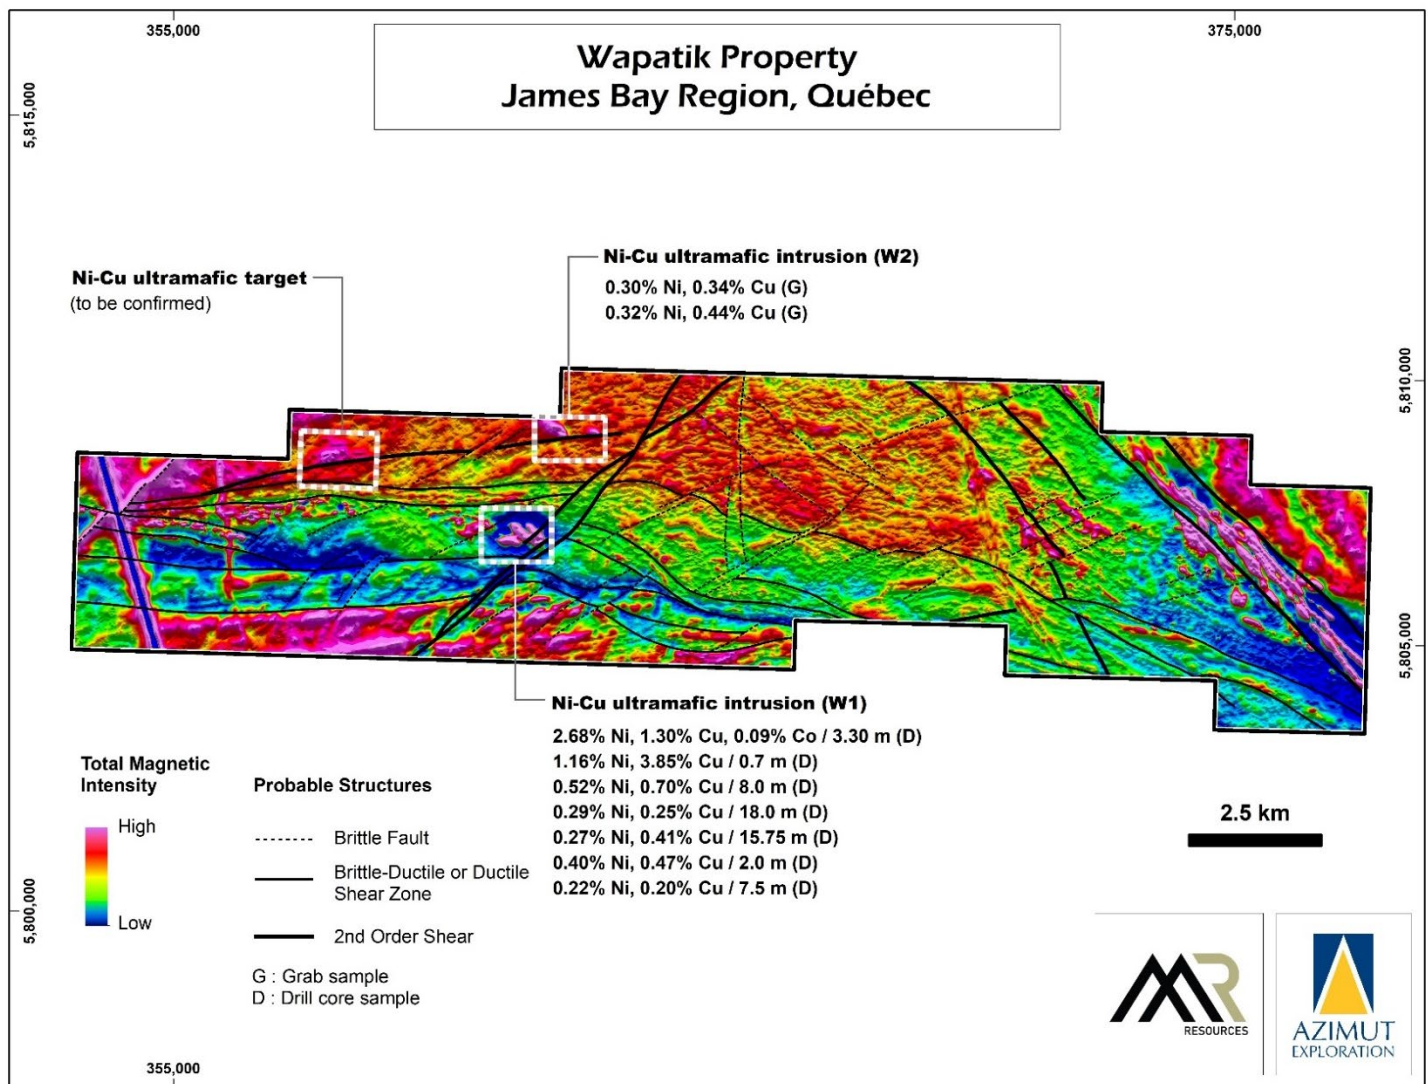 355,000
375,000
Wapatik Property
James Bay Region, Québec
5,815,000
Ni-Cu ultramafic intrusion (W2)
0.30% Ni, 0.34% Cu (G)
0.32% Ni, 0.44% Cu (G)
Ni-Cu ultramafic target
(to be confirmed)
5,810,000
5,810,000
5,805,000
5,805,000
Ni-Cu ultramafic intrusion (W1)
2.68% Ni, 1.30% Cu, 0.09% Co / 3.30 m (D)
1.16% Ni, 3.85% Cu / 0.7 m (D)
0.52% Ni, 0.70% Cu / 8.0 m (D)
0.29% Ni, 0.25% Cu / 18.0 m (D)
0.27% Ni, 0.41% Cu / 15.75 m (D)
0.40% Ni, 0.47% Cu / 2.0 m (D)
0.22% Ni, 0.20% Cu / 7.5 m (D)
Total Magnetic
Intensity
High
Low
Probable Structures
Brittle Fault
Brittle-Ductile or Ductile
Shear Zone
2nd Order Shear
G : Grab sample
D : Drill core sample
2.5 km
5,800,000
RESOURCES
AZIMUT
EXPLORATION
355,000